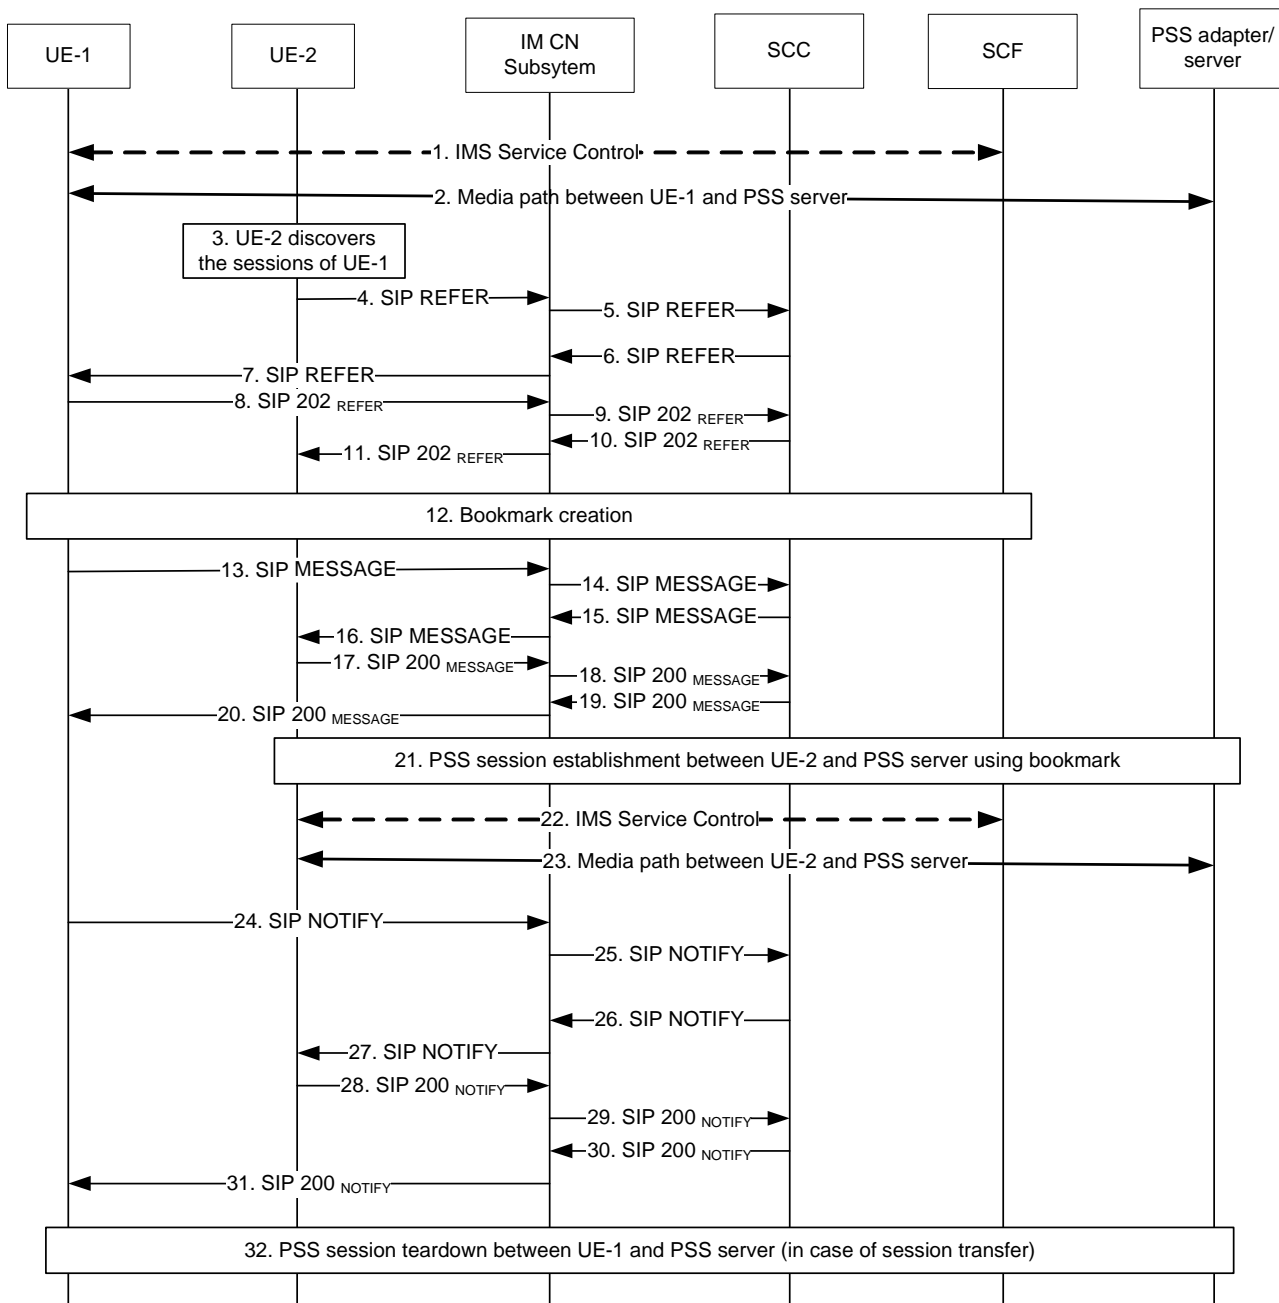 UE-1
UE-2
IM CN
Subsytem
SCC
SCF
PSS adapter/
server
1. IMS Service Control
2. Media path between UE-1 and PSS server
3. UE-2 discovers
the sessions of UE-1
4. SIP REFER
5. SIP REFER
6. SIP REFER
7. SIP REFER
8. SIP 202 REFER
9. SIP 202 REFER
10. SIP 202 REFER
11. SIP 202 REFER
12. Bookmark creation
13. SIP MESSAGE
14. SIP MESSAGE
15. SIP MESSAGE
16. SIP MESSAGE
17. SIP 200 MESSAGE
18. SIP 200 MESSAGE
19. SIP 200 MESSAGE
20. SIP 200 MESSAGE
21. PSS session establishment between UE-2 and PSS server using bookmark
22. IMS Service Control
23. Media path between UE-2 and PSS server
24. SIP NOTIFY
25. SIP NOTIFY
26. SIP NOTIFY
27. SIP NOTIFY
28. SIP 200 NOTIFY
29. SIP 200 NOTIFY
30. SIP 200 NOTIFY
31. SIP 200 NOTIFY
32. PSS session teardown between UE-1 and PSS server (in case of session transfer)